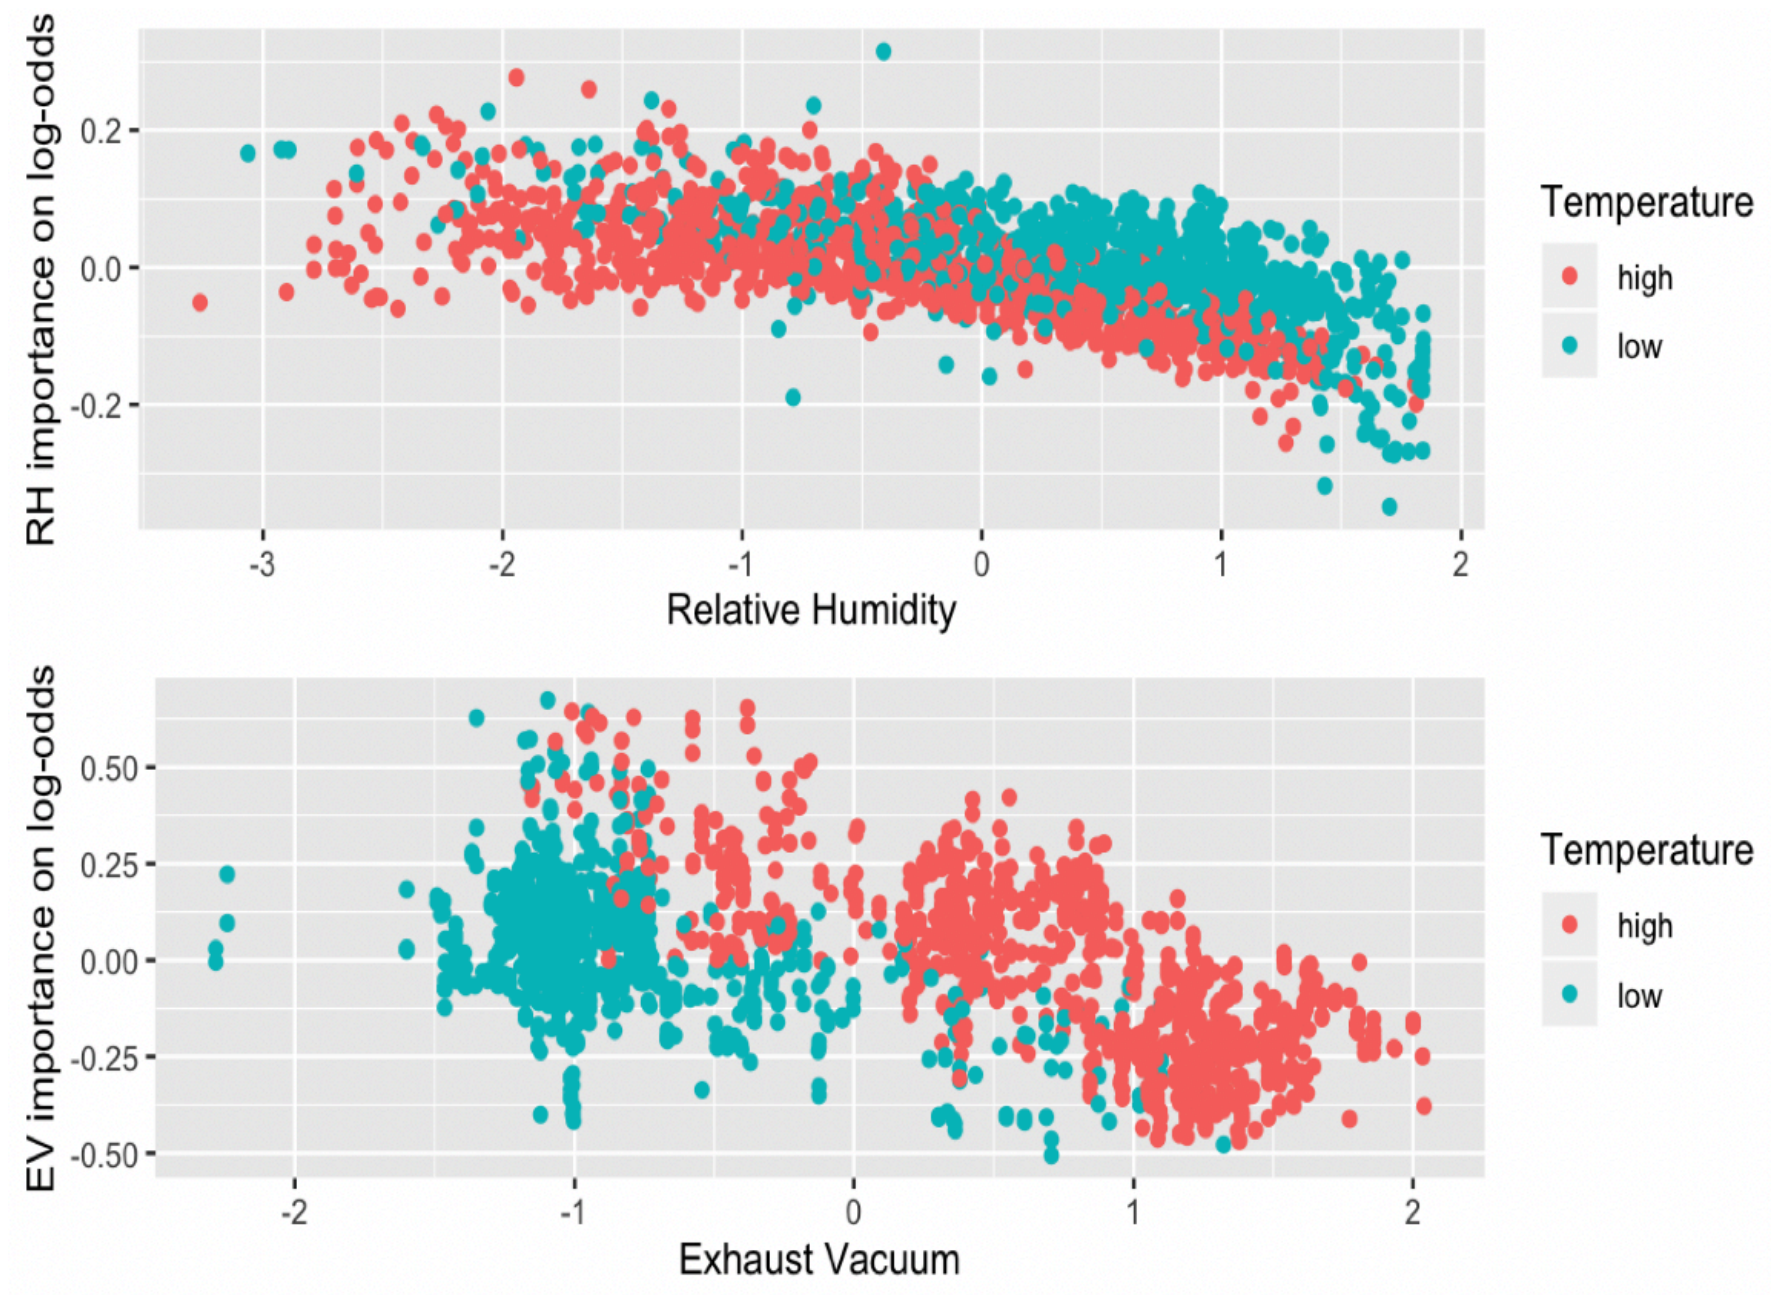 RH importance on log-odds
0.2
0.0
-0.2
-3 -2 -1 0 1 2
Relative Humidity
Temperature
high
low
EV importance on log-odds
0.50
0.25
0.00
-0.25
-0.50
-2 -1 0 1 2
Exhaust Vacuum
Temperature
high
low